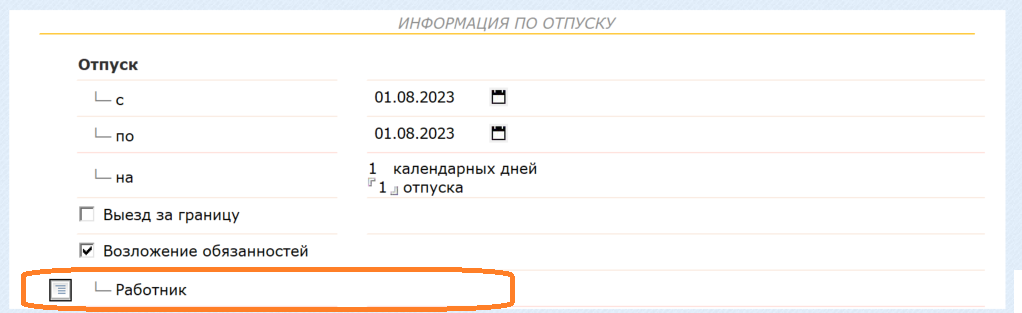 ИНФОРМАЦИЯ ПО ОТПУСКУ
Отпуск
с 01.08.2023
по 01.08.2023
на 1 календарных дней
1 отпуска
Выезд за границу
Возложение обязанностей
Работник